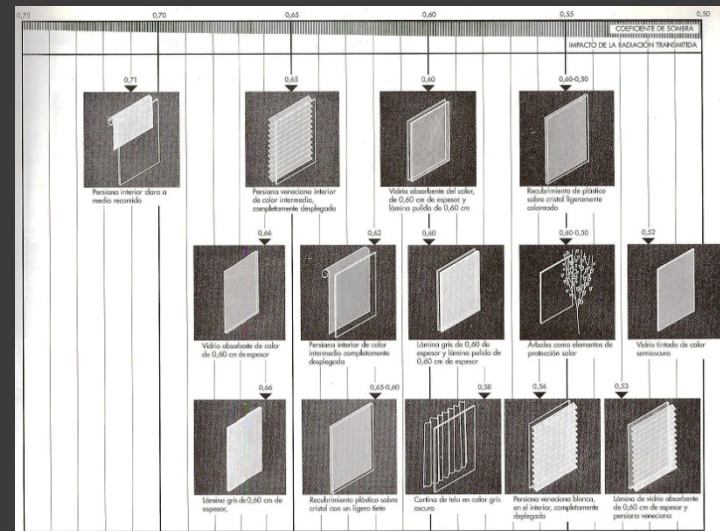 0,75 0,70 0,65 0,60 0,55 0,50
COEFICIENTE DE SOMBRA
IMPACTO DE LA RADIACIÓN TRANSMITIDA
0,71 0,65 0,60 0,60-0,50
Persiana interior clara a
medio recorrido
Persiana veneciana interior
de color intermedio,
completamente desplegada
Vidrio absorbente del calor,
de 0,60 cm de espesor y
lámina pulida de 0,60 cm
Recubrimiento de plástico
sobre cristal ligeramente
coloreado
0,66 0,62 0,60 0,60-0,50 0,52
Vidrio absorbente de calor
de 0,60 cm de espesor
Persiana interior de color
intermedio completamente
desplegada
Lámina gris de 0,60 de
espesor y lámina pulida de
0,60 cm de espesor
Arboles como elementos de
protección solar
Vidrio tintado de color
semioscuro
0,66 0,65-0,60 0,58 0,56 0,53
Lámina gris de 0,60 cm de
espesor,
Recubrimiento plástico sobre
cristal con un ligero tinte
Cortina de tela en color gris
oscuro
Persiana veneciana blanca,
en el interior, completamente
deplegada
Lámina de vidrio absorbente
de 0,60 cm de espesor y
persiana veneciana